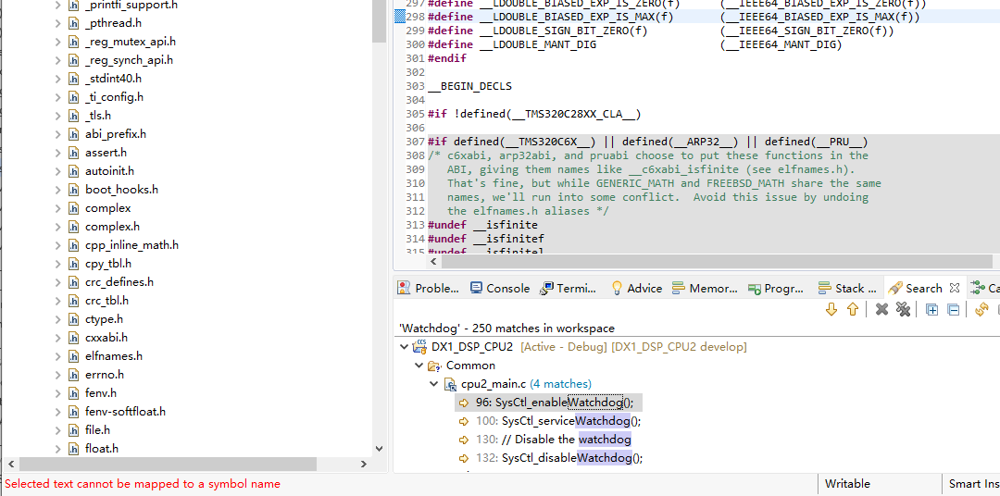 _printfi_support.h
_pthread.h
_reg_mutex_api.h
_reg_synch_api.h
_stdint40.h
_ti_config.h
_tls.h
abi_prefix.h
assert.h
autoinit.h
boot_hooks.h
complex
complex.h
cpp_inline_math.h
cpy_tbl.h
crc_defines.h
crc_tbl.h
ctype.h
cxxabi.h
elfnames.h
errno.h
fenv.h
fenv-softfloat.h
file.h
float.h
297 #define __LDOUBLE_BIASED_EXP_IS_ZERO(f) (__IEEE64_BIASED_EXP_IS_ZERO(f))
298 #define __LDOUBLE_BIASED_EXP_IS_MAX(f) (__IEEE64_BIASED_EXP_IS_MAX(f))
299 #define __LDOUBLE_SIGN_BIT_ZERO(f) (__IEEE64_SIGN_BIT_ZERO(f))
300 #define __LDOUBLE_MANT_DIG (__IEEE64_MANT_DIG)
301 #endif
302
303 __BEGIN_DECLS
304
305 #if !defined(__TMS320C28XX_CLA__)
306
307 #if defined(__TMS320C6X__) || defined(__ARP32__) || defined(__PRU__)
308 /* c6xabi, arp32abi, and pruabi choose to put these functions in the
309 ABI, giving them names like __c6xabi_isfinite (see elfnames.h).
310 That's fine, but while GENERIC_MATH and FREEBSD_MATH share the same
311 names, we'll run into some conflict. Avoid this issue by undoing
312 the elfnames.h aliases */
313 #undef __isfinite
314 #undef __isfinitef
315 #undef __isfinitel
Proble... Console Termi... Advice Memor... Progr... Stack ... Search Ca
'Watchdog' - 250 matches in workspace
DX1_DSP_CPU2 [Active - Debug] [DX1_DSP_CPU2 develop]
Common
cpu2_main.c (4 matches)
96: SysCtl_enableWatchdog();
100: SysCtl_serviceWatchdog();
130: // Disable the watchdog
132: SysCtl_disableWatchdog();
Selected text cannot be mapped to a symbol name
Writable
Smart Ins